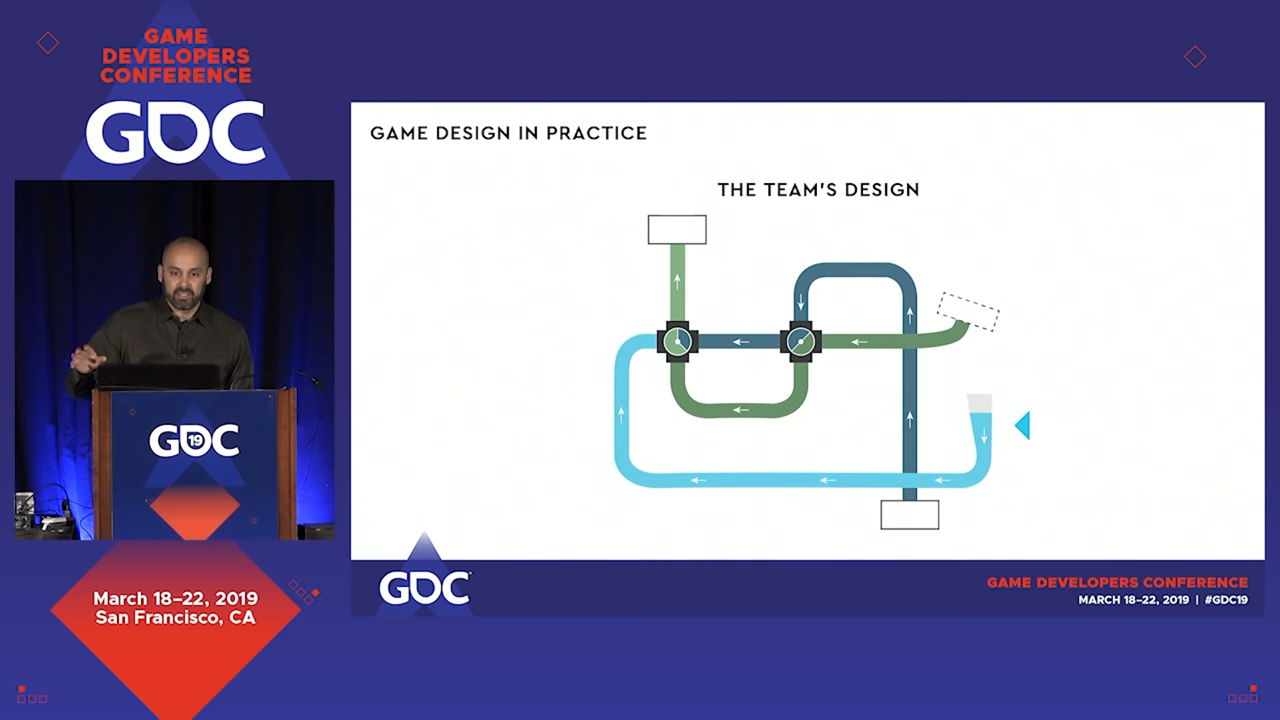 GAME
DEVELOPERS
CONFERENCE
GDC
GDC
19
March 18–22, 2019
San Francisco, CA
GAME DESIGN IN PRACTICE
THE TEAM'S DESIGN
GDC
GAME DEVELOPERS CONFERENCE
MARCH 18–22, 2019 | #GDC19